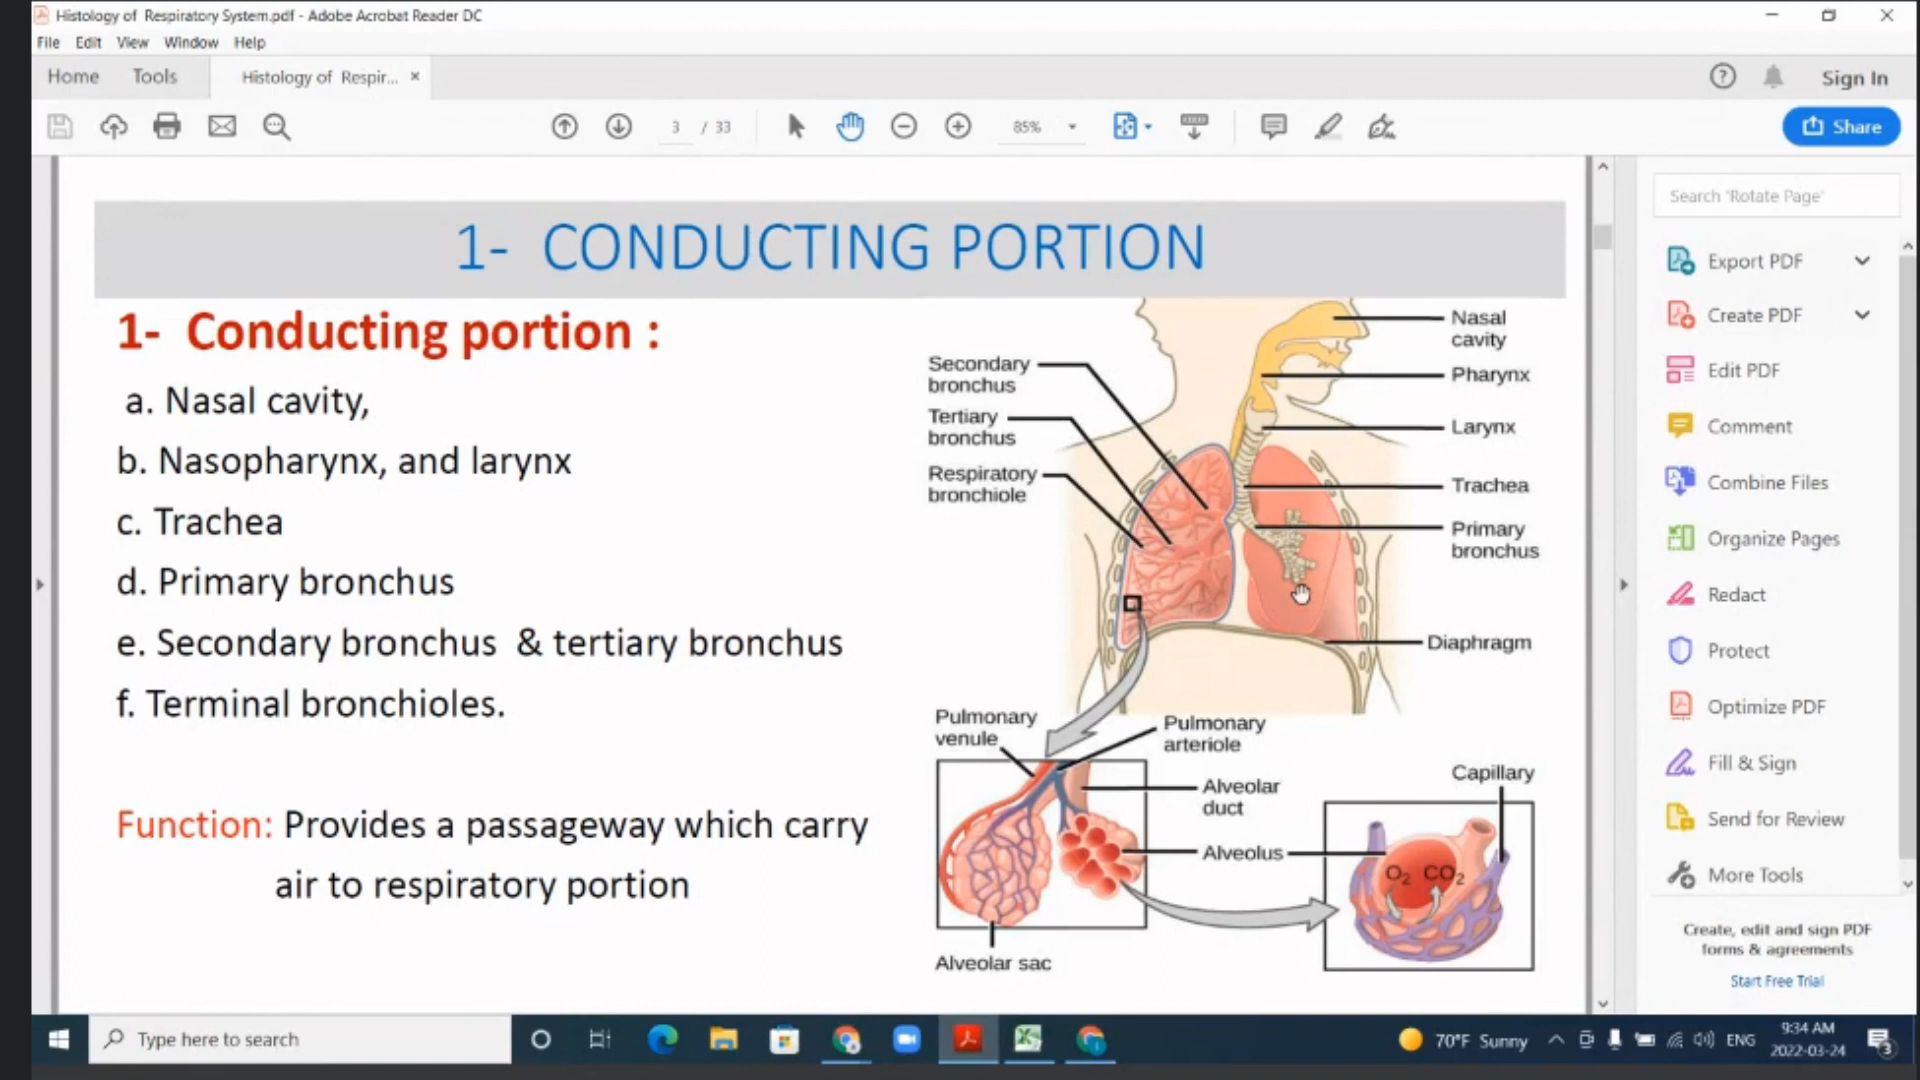 Histology of  Respiratory System.pdf - Adobe Acrobat Reader DC
File Edit View Window Help
Home Tools Histology of  Respir... × Sign In
3 / 33 85% Share
1-  CONDUCTING PORTION
1-  Conducting portion :
a. Nasal cavity,
b. Nasopharynx, and larynx
c. Trachea
d. Primary bronchus
e. Secondary bronchus  & tertiary bronchus
f. Terminal bronchioles.
Function: Provides a passageway which carry
air to respiratory portion
Secondary
bronchus
Tertiary
bronchus
Respiratory
bronchiole
Nasal
cavity
Pharynx
Larynx
Trachea
Primary
bronchus
Diaphragm
Pulmonary
venule
Pulmonary
arteriole
Alveolar
duct
Alveolus
Alveolar sac
Capillary
O2 CO2
Search 'Rotate Page'
Export PDF
Create PDF
Edit PDF
Comment
Combine Files
Organize Pages
Redact
Protect
Optimize PDF
Fill & Sign
Send for Review
More Tools
Create, edit and sign PDF
forms & agreements
Start Free Trial
Type here to search
70°F Sunny
ENG
9:34 AM
2022-03-24
3